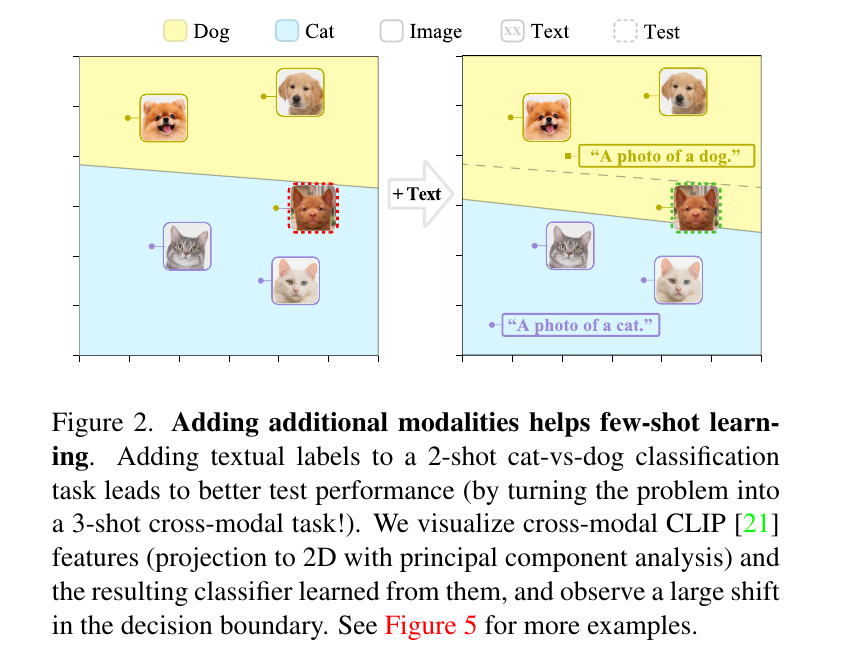 Dog Cat Image XX Text Test
+ Text
“A photo of a dog.”
“A photo of a cat.”
Figure 2. Adding additional modalities helps few-shot learn-
ing. Adding textual labels to a 2-shot cat-vs-dog classification
task leads to better test performance (by turning the problem into
a 3-shot cross-modal task!). We visualize cross-modal CLIP [21]
features (projection to 2D with principal component analysis) and
the resulting classifier learned from them, and observe a large shift
in the decision boundary. See Figure 5 for more examples.